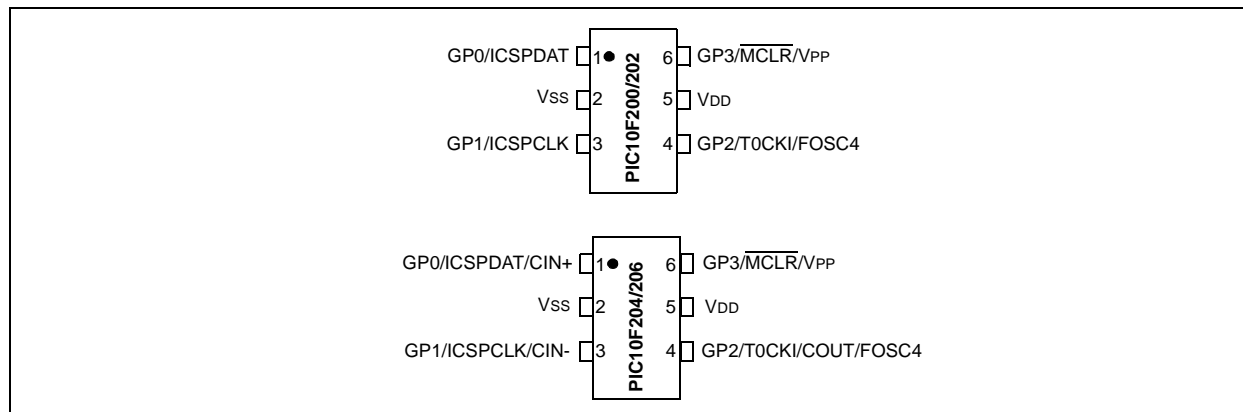 GP0/ICSPDAT 1 6 GP3/MCLR/VPP
VSS 2 5 VDD
GP1/ICSPCLK 3 4 GP2/T0CKI/FOSC4
PIC10F200/202
GP0/ICSPDAT/CIN+ 1 6 GP3/MCLR/VPP
VSS 2 5 VDD
GP1/ICSPCLK/CIN- 3 4 GP2/T0CKI/COUT/FOSC4
PIC10F204/206